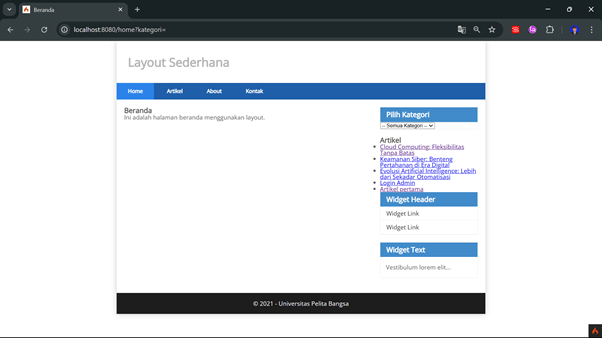 Beranda
localhost:8080/home?kategori=
Layout Sederhana
Home Artikel About Kontak
Beranda
Ini adalah halaman beranda menggunakan layout.
Pilih Kategori
-- Semua Kategori --
Artikel
Cloud Computing: Fleksibilitas
Tanpa Batas
Keamanan Siber: Benteng
Pertahanan di Era Digital
Evolusi Artificial Intelligence: Lebih
dari Sekadar Otomatisasi
Login Admin
Artikel pertama
Widget Header
Widget Link
Widget Link
Widget Text
Vestibulum lorem elit...
© 2021 - Universitas Pelita Bangsa